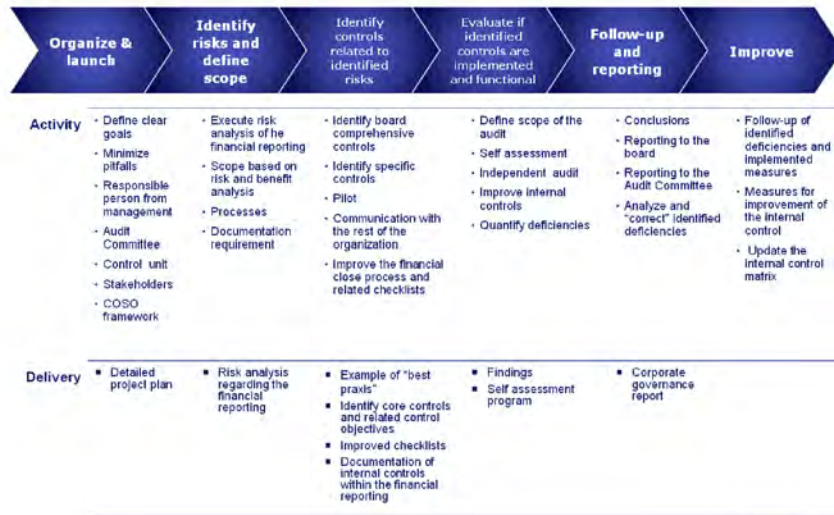 Organize &
launch
Identify
risks and
define
scope
Identify
controls
related to
identified
risks
Evaluate if
identified
controls are
implemented
and functional
Follow-up
and
reporting
Improve
Activity
· Define clear
goals
· Minimize
pitfalls
· Responsible
person from
management
· Audit
Committee
· Control unit
· Stakeholders
· COSO
framework
· Execute risk
analysis of he
financial reporting
· Scope based on
risk and benefit
analysis
· Processes
· Documentation
requirement
· Identify board
comprehensive
controls
· Identify specific
controls
· Pilot
· Communication with
the rest of the
organization
· Improve the financial
close process and
related checklists
· Define scope of the
audit
· Self assessment
· Independent audit
· Improve internal
controls
· Quantify deficiencies
· Conclusions
· Reporting to the
board
· Reporting to the
Audit Committee
· Analyze and
"correct" identified
deficiencies
· Follow-up of
identified
deficiencies and
implemented
measures
· Measures for
improvement of
the internal
control
· Update the
internal control
matrix
Delivery
▪ Detailed
project plan
▪ Risk analysis
regarding the
financial
reporting
▪ Example of "best
praxis"
▪ Identify core controls
and related control
objectives
▪ Improved checklists
▪ Documentation of
internal controls
within the financial
reporting
▪ Findings
▪ Self assessment
program
▪ Corporate
governance
report